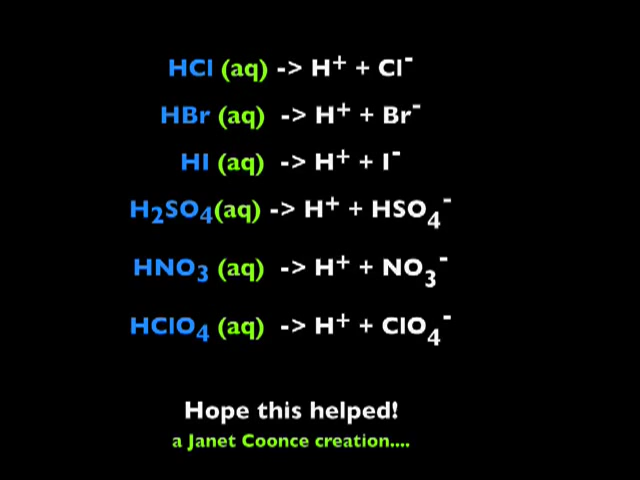 HCl (aq) -> H⁺ + Cl⁻
HBr (aq) -> H⁺ + Br⁻
HI (aq) -> H⁺ + I⁻
H₂SO₄(aq) -> H⁺ + HSO₄⁻
HNO₃ (aq) -> H⁺ + NO₃⁻
HClO₄ (aq) -> H⁺ + ClO₄⁻
Hope this helped!
a Janet Coonce creation....